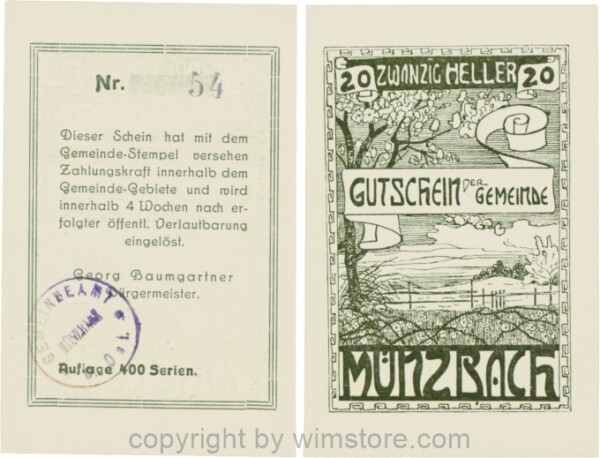 Nr. 54
Dieser Schein hat mit dem
Gemeinde-Stempel versehen
Zahlungskraft innerhalb dem
Gemeinde-Gebiete und wird
innerhalb 4 Wochen nach er-
folgter öffentl. Verlautbarung
eingelöst.
Georg Baumgartner
Bürgermeister.
GEMEINDEAMT
MÜNZBACH
Auflage 400 Serien.
20 ZWANZIG HELLER 20
GUTSCHEIN DER GEMEINDE
MÜNZBACH
copyright by wimstore.com